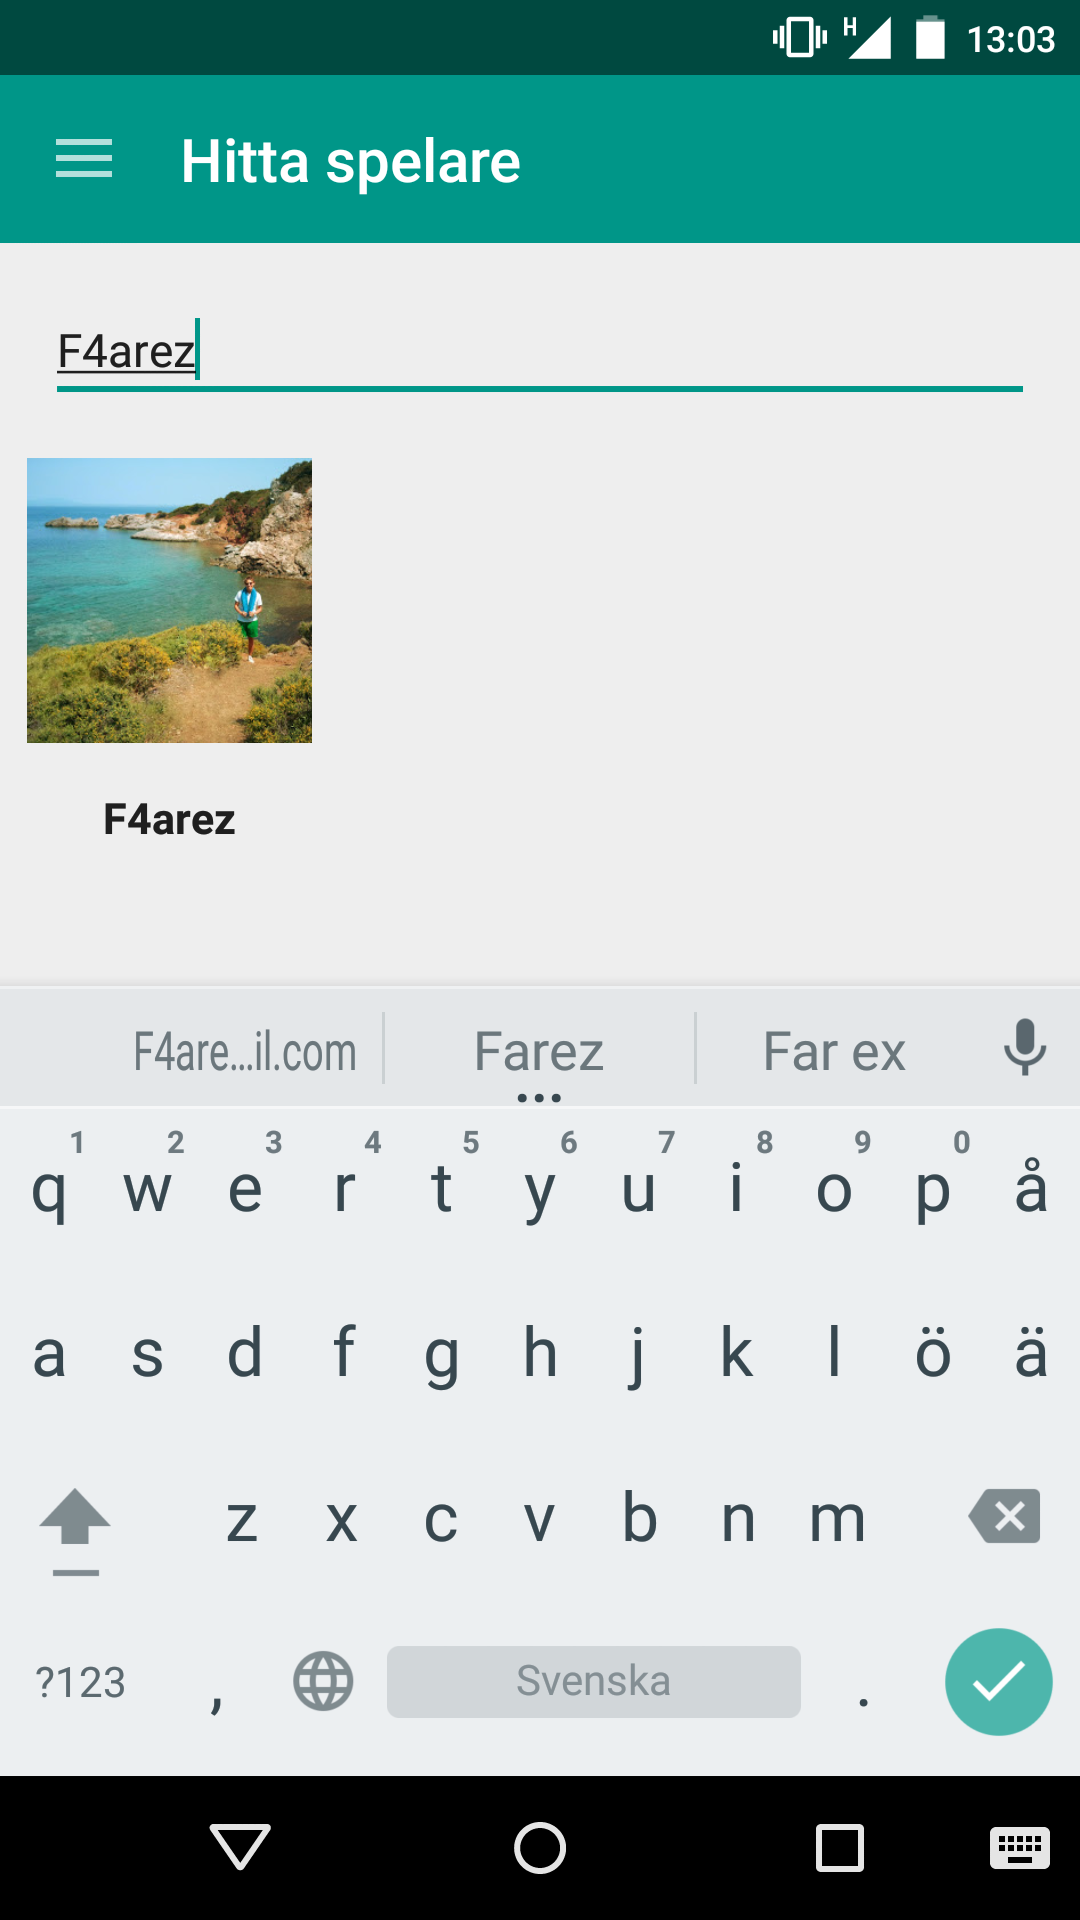 H 13:03
Hitta spelare
F4arez
F4arez
F4are...il.com Farez Far ex
1 2 3 4 5 6 7 8 9 0
q w e r t y u i o p å
a s d f g h j k l ö ä
z x c v b n m
?123 , Svenska .